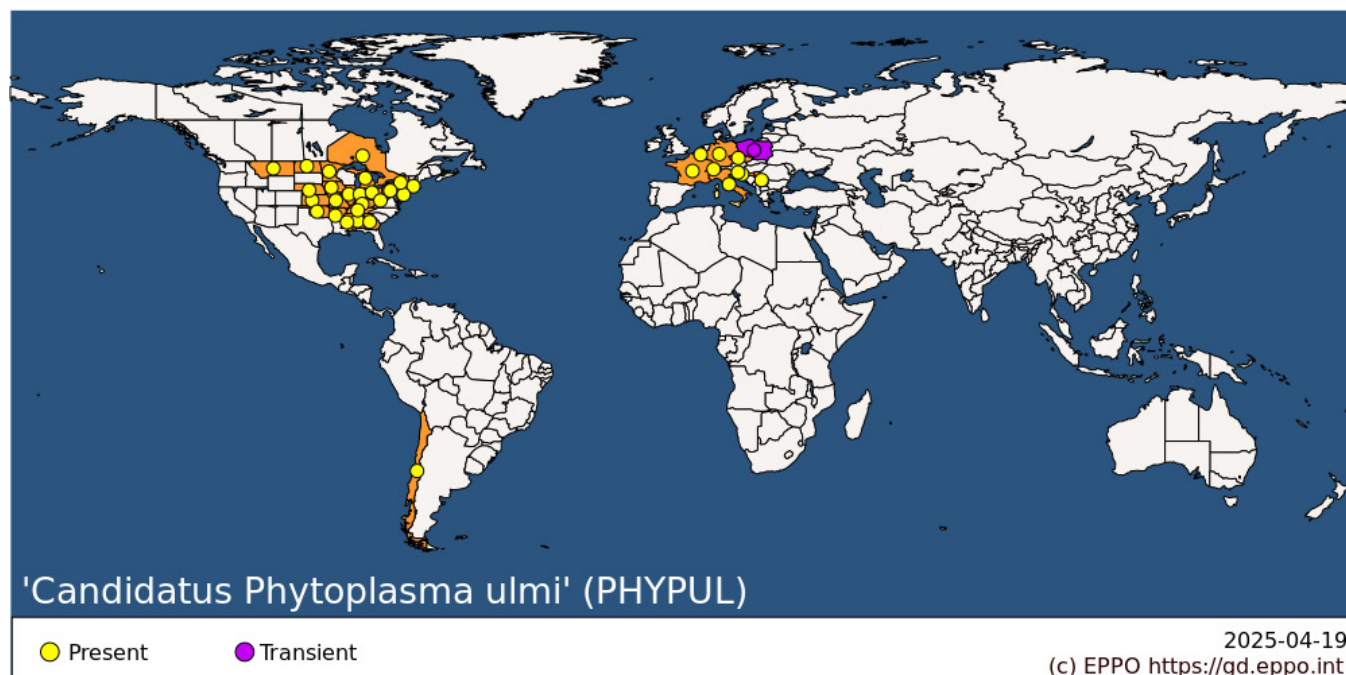 'Candidatus Phytoplasma ulmi' (PHYPUL)
Present
Transient
2025-04-19
(c) EPPO https://gd.eppo.int